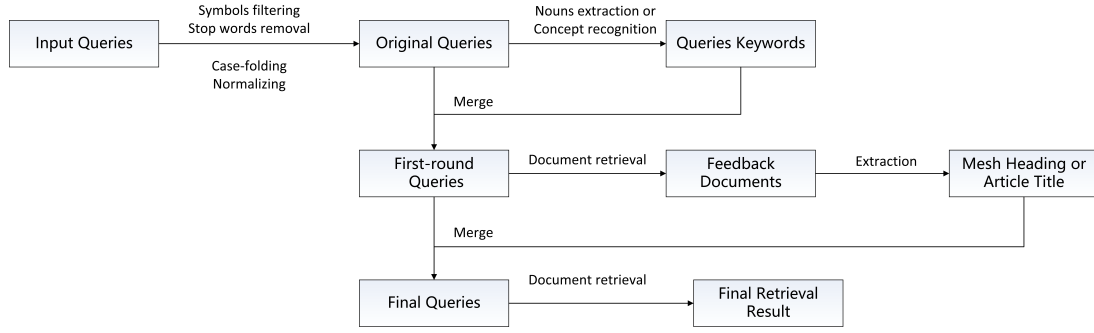 Symbols filtering
Stop words removal
Nouns extraction or
Concept recognition
Input Queries
Original Queries
Queries Keywords
Case-folding
Normalizing
Merge
First-round
Queries
Document retrieval
Feedback
Documents
Extraction
Mesh Heading or
Article Title
Merge
Final Queries
Document retrieval
Final Retrieval
Result